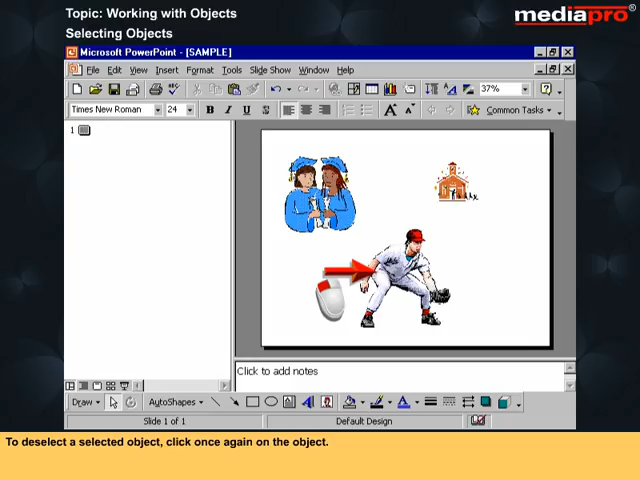 Topic: Working with Objects
mediapro®
Selecting Objects
Microsoft PowerPoint - [SAMPLE]
File Edit View Insert Format Tools Slide Show Window Help
37%
Times New Roman 24 B I U S A A Common Tasks
1
Click to add notes
Draw AutoShapes A A
Slide 1 of 1 Default Design
To deselect a selected object, click once again on the object.